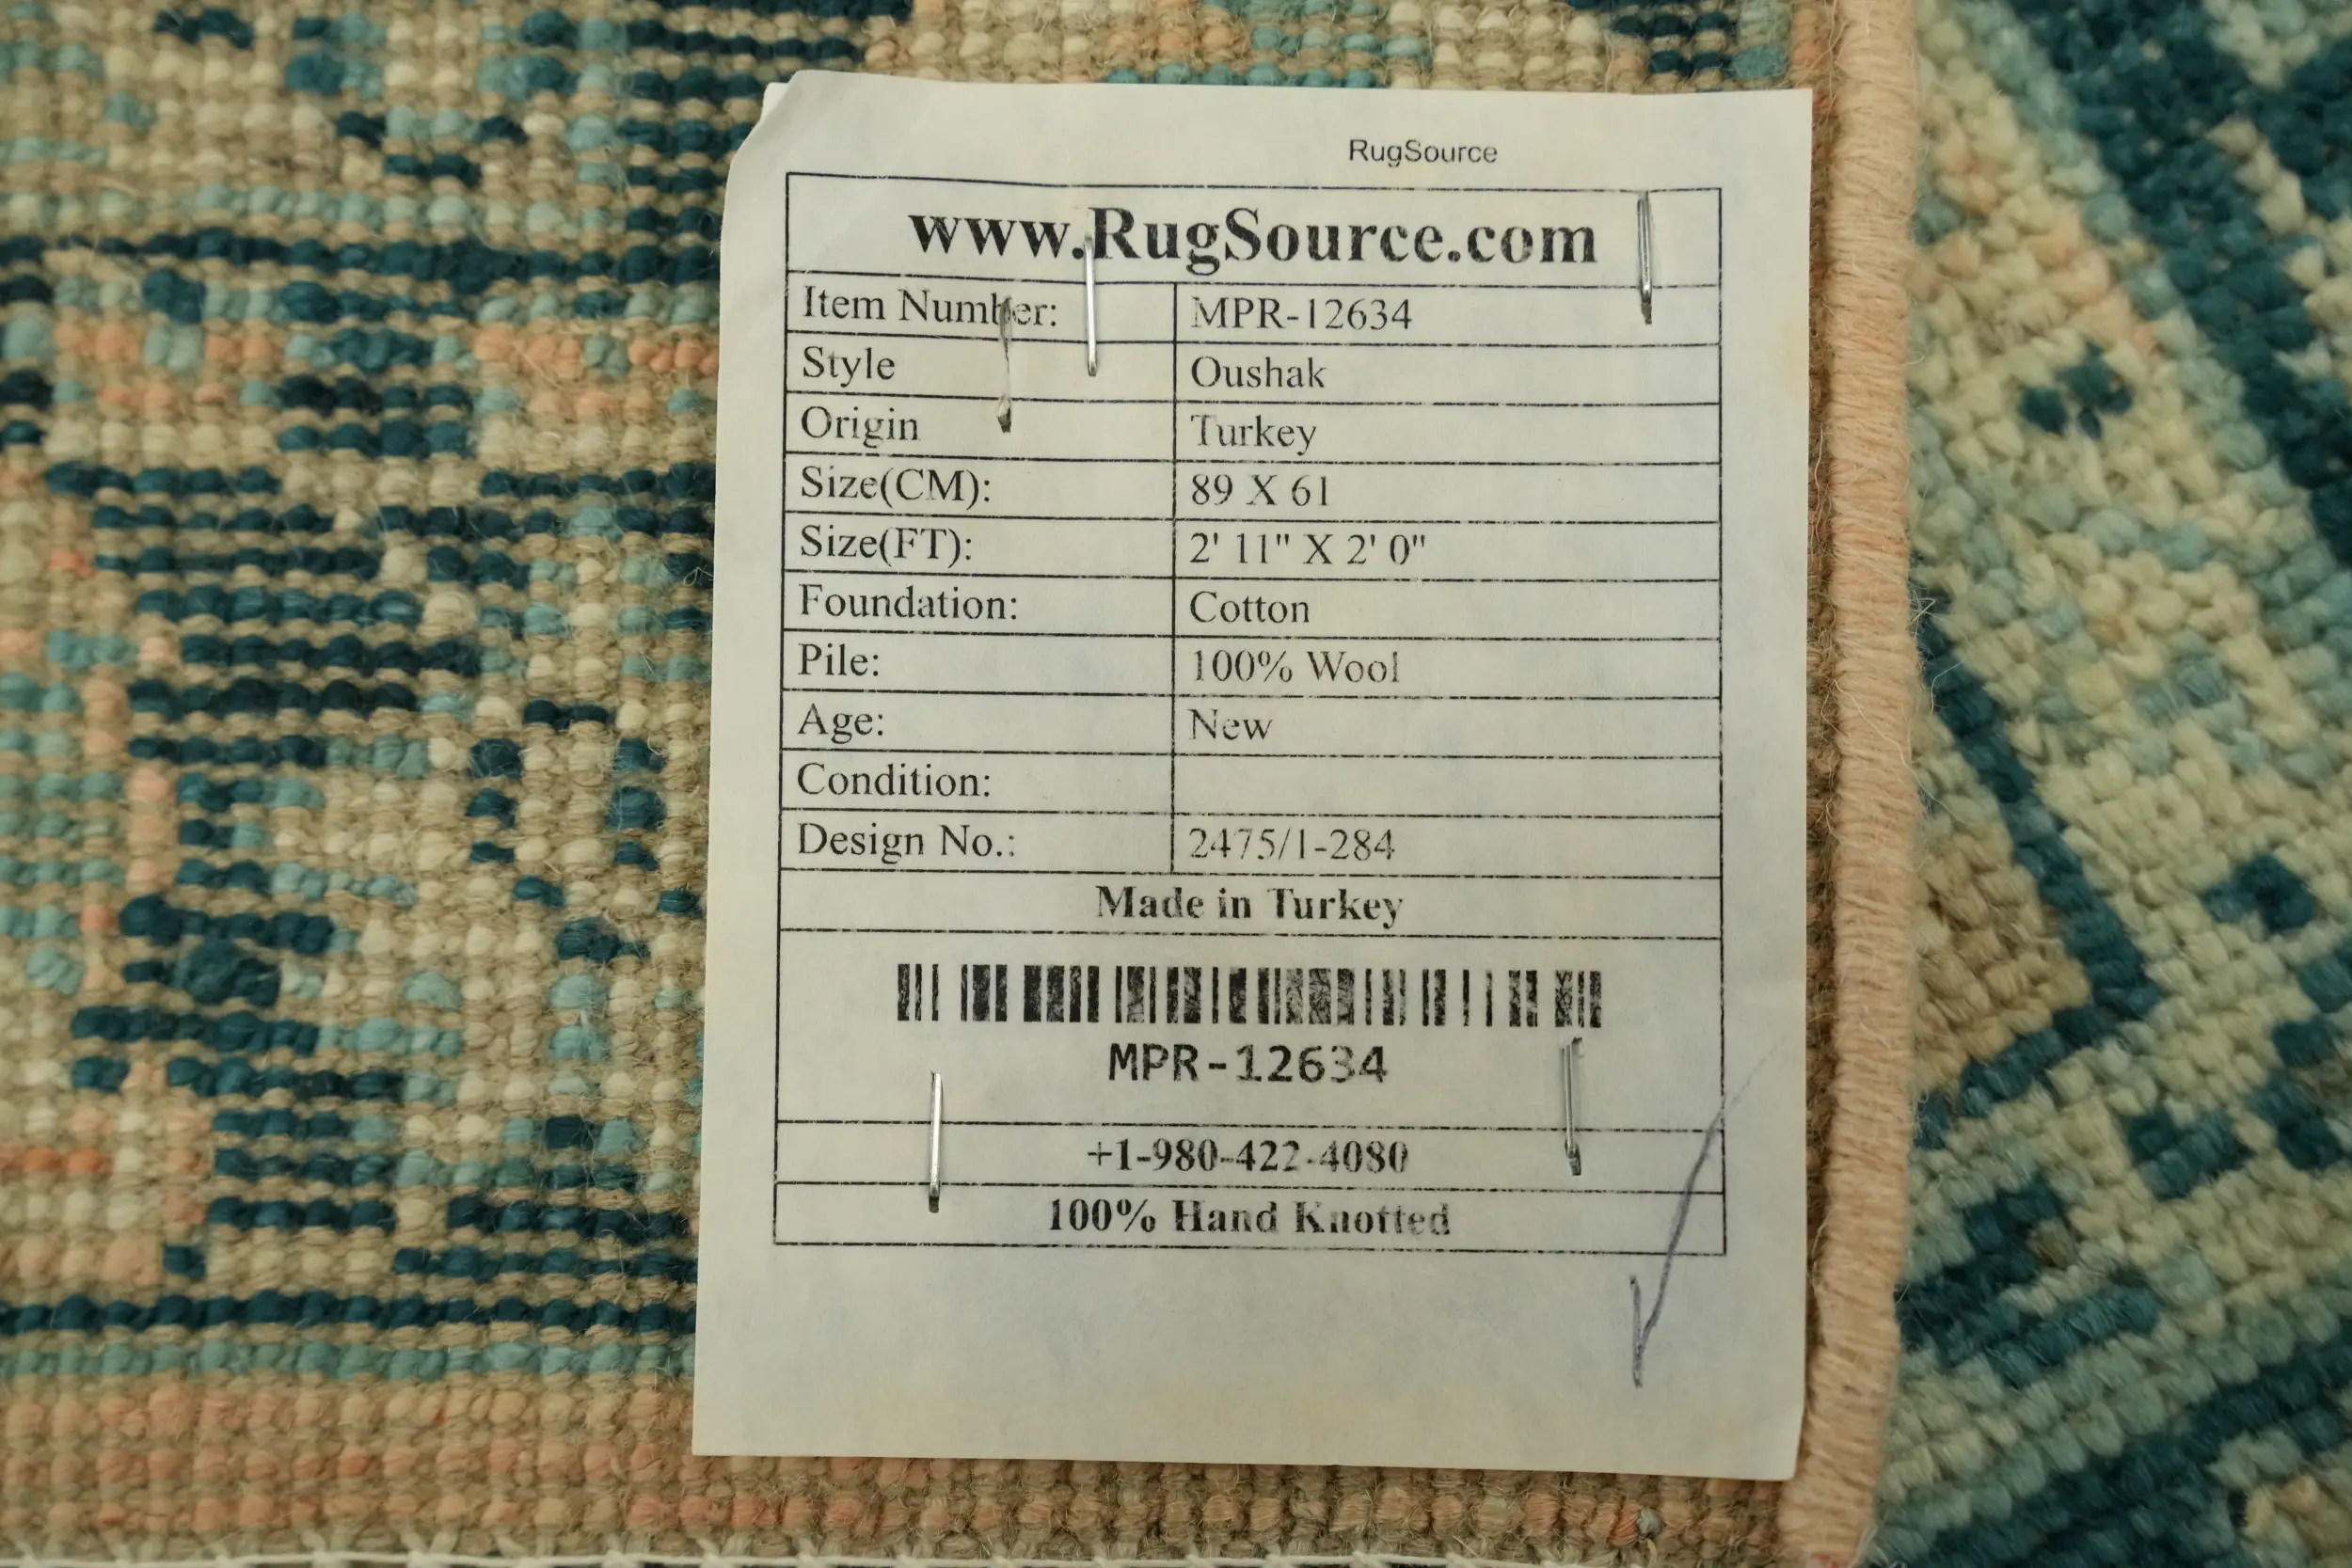 RugSource
www.RugSource.com
Item Number: MPR-12634
Style Oushak
Origin Turkey
Size(CM): 89 X 61
Size(FT): 2' 11" X 2' 0"
Foundation: Cotton
Pile: 100% Wool
Age: New
Condition:
Design No.: 2475/1-284
Made in Turkey
MPR-12634
+1-980-422-4080
100% Hand Knotted